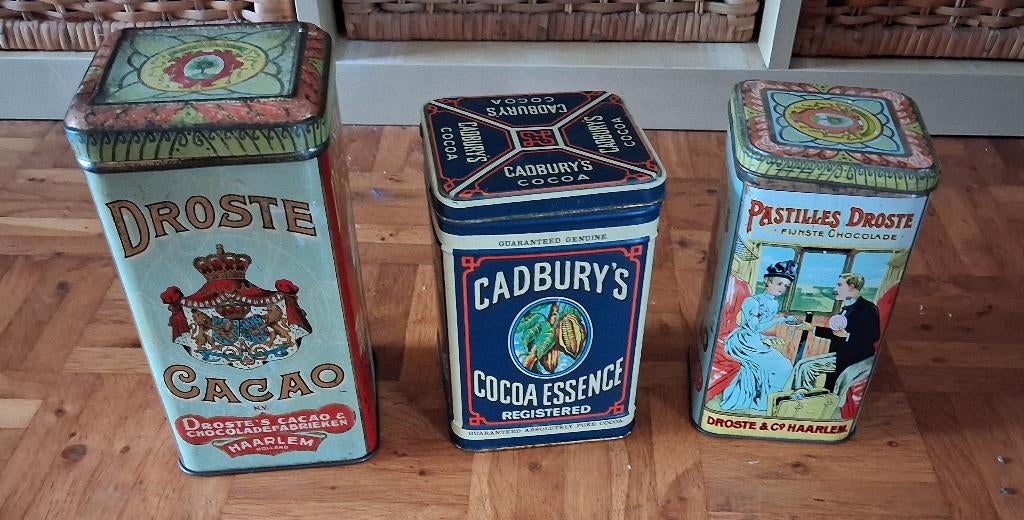 DROSTE
CACAO
N.V.
DROSTE'S CACAO &
CHOCOLADEFABRIEKEN
HAARLEM
HOLLAND
CADBURY'S
COCOA
CADBURY'S
COCOA
CADBURY'S
COCOA
CADBURY'S
COCOA
GUARANTEED GENUINE
CADBURY'S
COCOA ESSENCE
REGISTERED
GUARANTEED ABSOLUTELY PURE COCOA
PASTILLES DROSTE
FIJNSTE CHOCOLADE
DROSTE & Co HAARLEM.